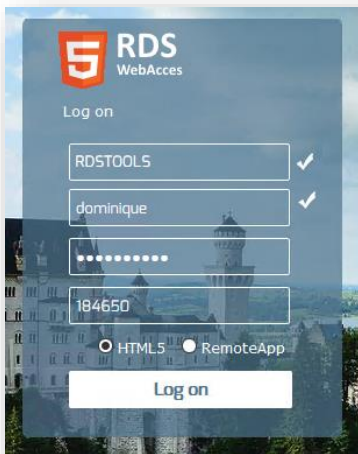 5 RDS
WebAcces
Log on
RDSTOOLS
dominique
••••••••••
184650
HTML5 RemoteApp
Log on